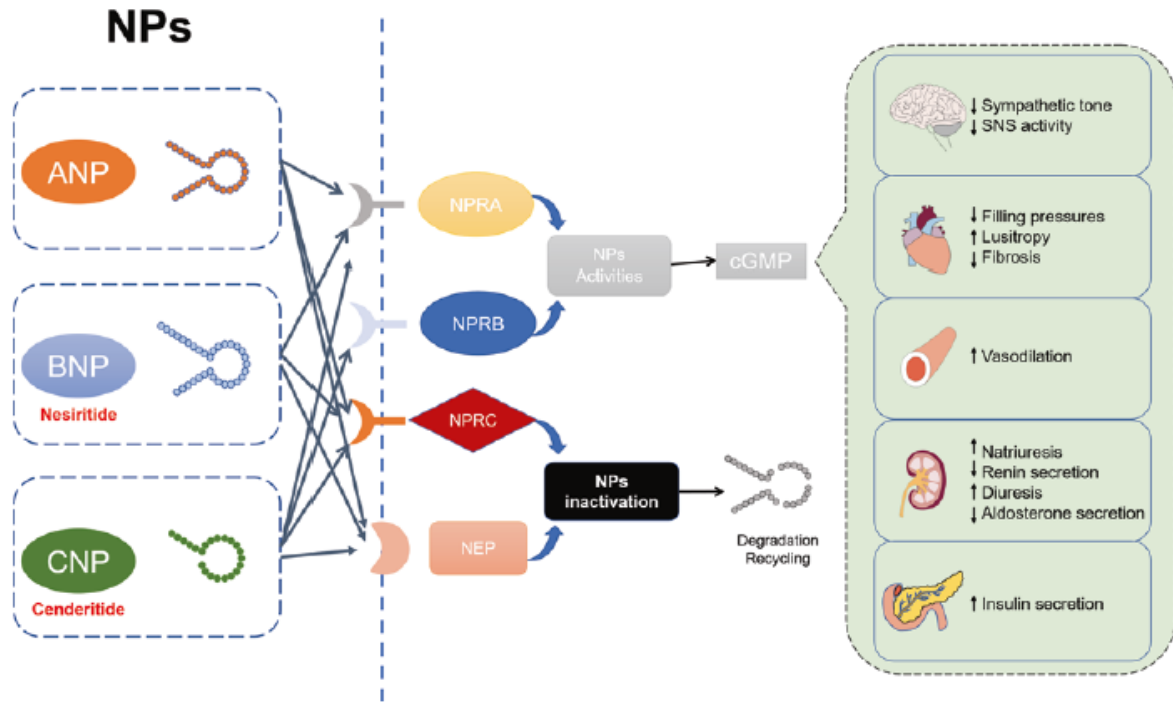 NPs
ANP
BNP
Nesiritide
CNP
Cenderitide
NPRA
NPRB
NPRC
NEP
NPs
Activities
NPs
inactivation
cGMP
Degradation
Recycling
↓ Sympathetic tone
↓ SNS activity
↓ Filling pressures
↑ Lusitropy
↓ Fibrosis
↑ Vasodilation
↑ Natriuresis
↓ Renin secretion
↑ Diuresis
↓ Aldosterone secretion
↑ Insulin secretion